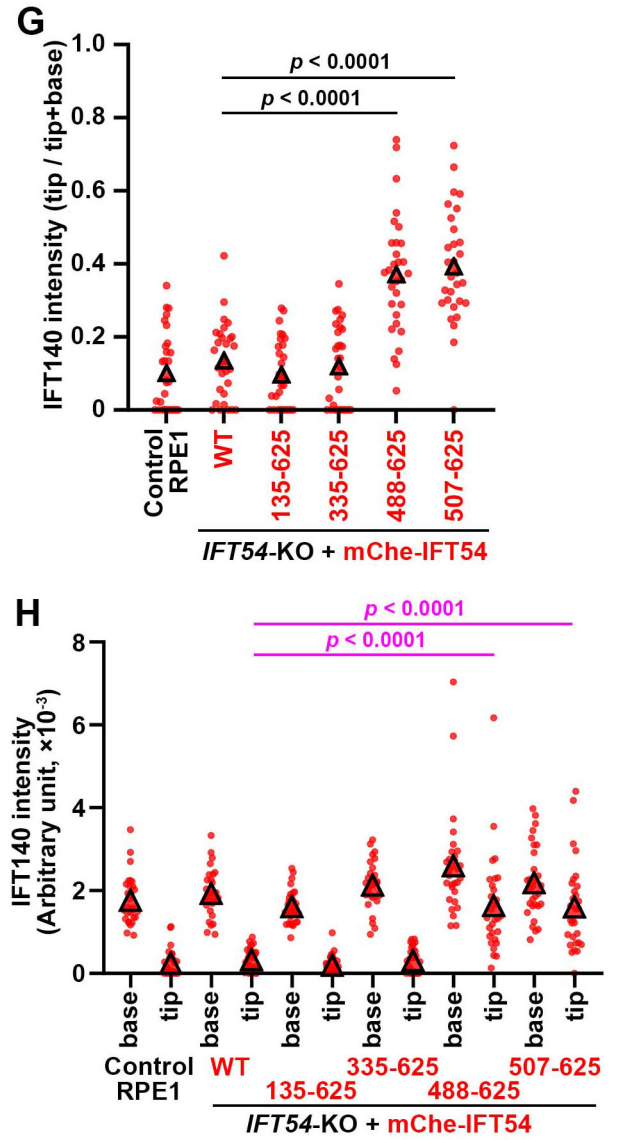 G
IFT140 intensity (tip / tip+base)
1.0
0.8
0.6
0.4
0.2
0
p < 0.0001
p < 0.0001
Control
RPE1
WT
135-625
335-625
488-625
507-625
IFT54-KO + mChe-IFT54
H
IFT140 intensity
(Arbitrary unit, ×10-3)
8
6
4
2
0
p < 0.0001
p < 0.0001
base
tip
base
tip
base
tip
base
tip
base
tip
base
tip
Control WT 335-625 507-625
RPE1 135-625 488-625
IFT54-KO + mChe-IFT54